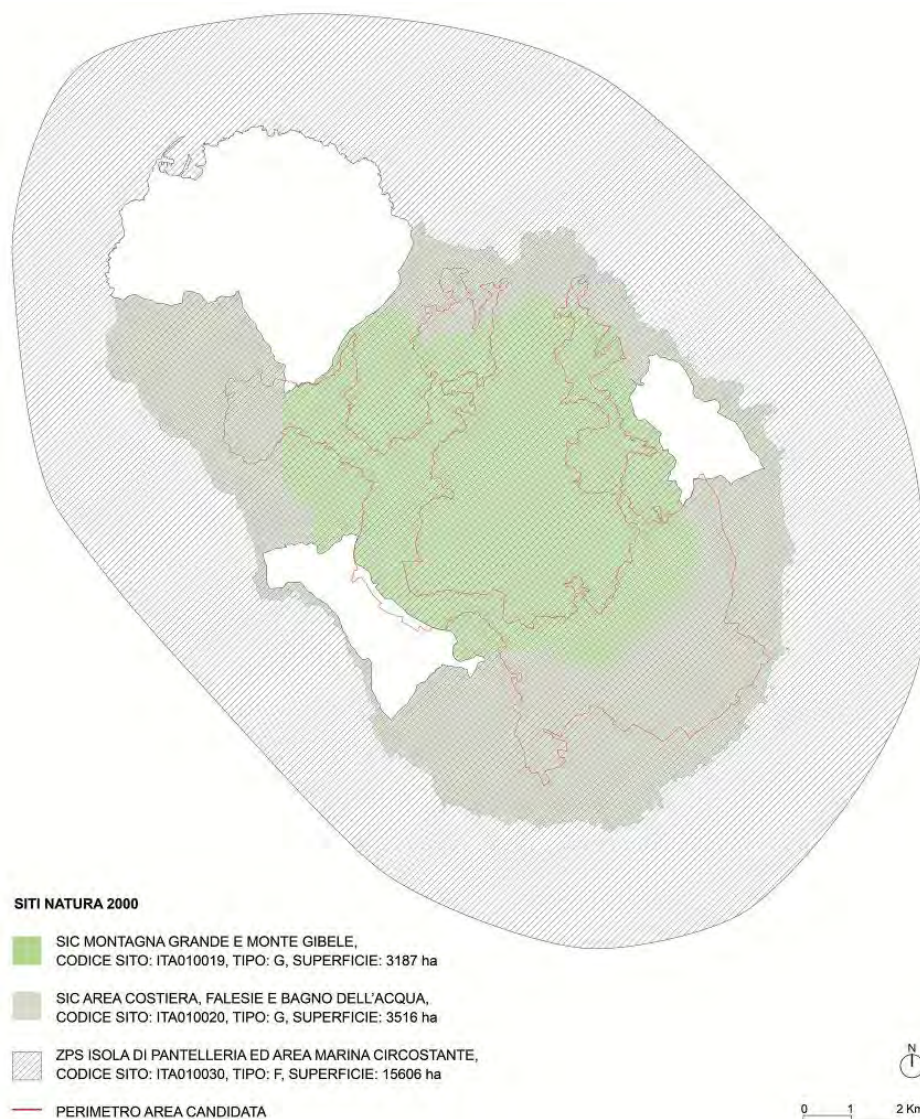 SITI NATURA 2000
SIC MONTAGNA GRANDE E MONTE GIBELE,
CODICE SITO: ITA010019, TIPO: G, SUPERFICIE: 3187 ha
SIC AREA COSTIERA, FALESIE E BAGNO DELL'ACQUA,
CODICE SITO: ITA010020, TIPO: G, SUPERFICIE: 3516 ha
ZPS ISOLA DI PANTELLERIA ED AREA MARINA CIRCOSTANTE,
CODICE SITO: ITA010030, TIPO: F, SUPERFICIE: 15606 ha
PERIMETRO AREA CANDIDATA
N
0 1 2 Km